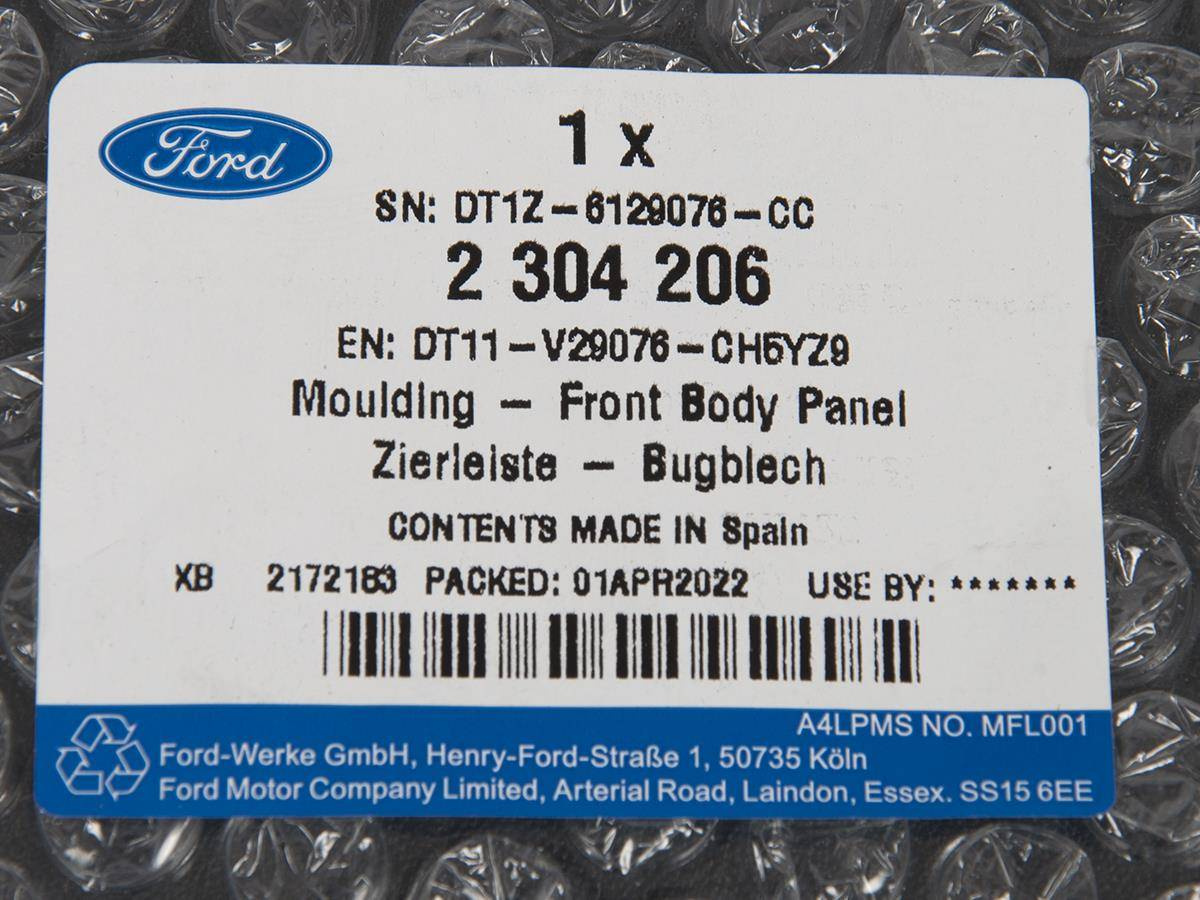 Ford
1 x
SN: DT1Z-6129076-CC
2 304 206
EN: DT11-V29076-CH5YZ9
Moulding - Front Body Panel
Zierleiste - Bugblech
CONTENTS MADE IN Spain
XB 2172183 PACKED: 01APR2022 USE BY: *******
A4LPMS NO. MFL001
Ford-Werke GmbH, Henry-Ford-Straße 1, 50735 Köln
Ford Motor Company Limited, Arterial Road, Laindon, Essex. SS15 6EE